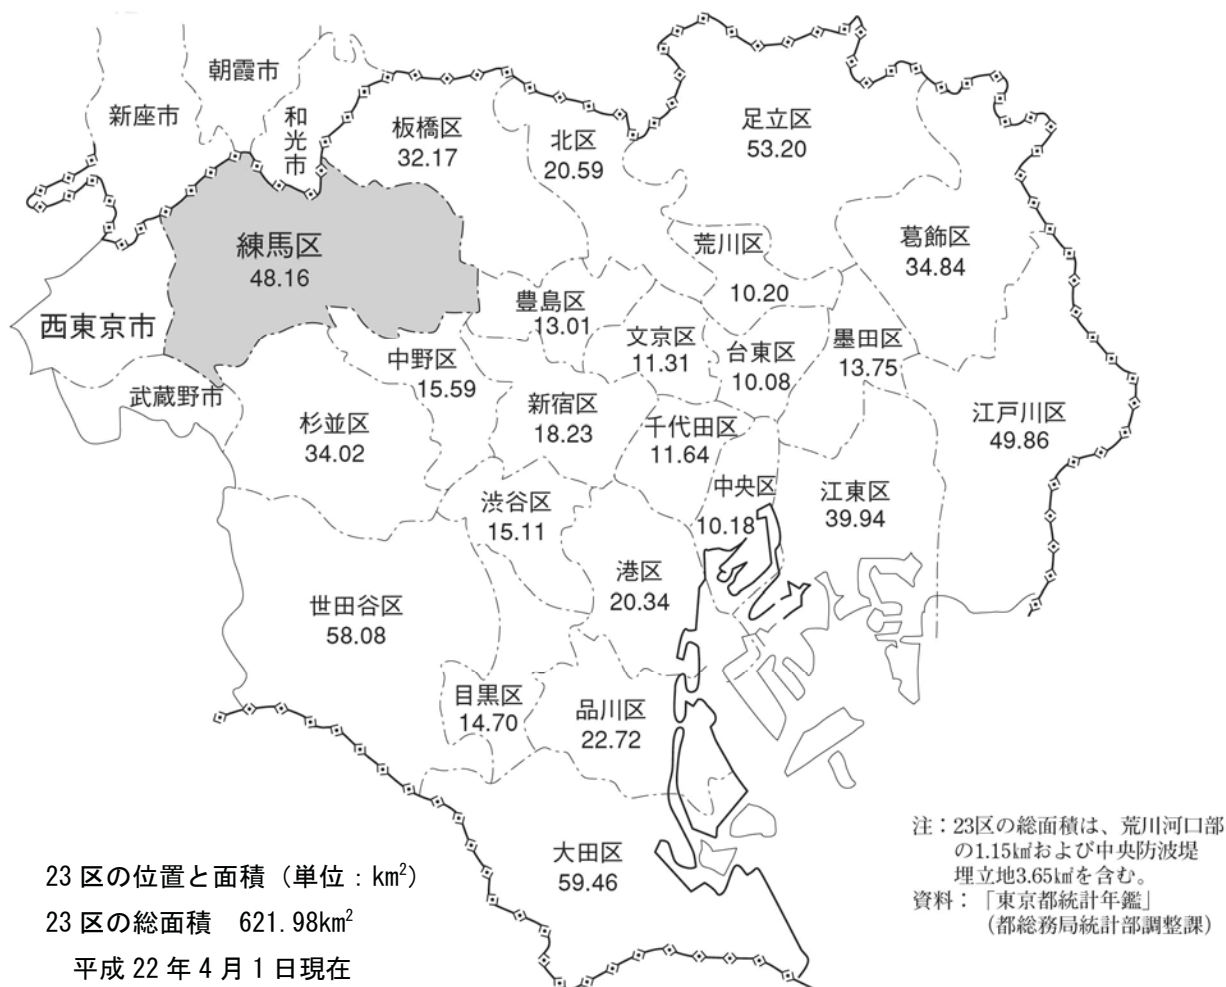 朝霞市
新座市
和光市
板橋区
32.17
北区
20.59
足立区
53.20
練馬区
48.16
荒川区
10.20
葛飾区
34.84
西東京市
豊島区
13.01
文京区
11.31
台東区
10.08
墨田区
13.75
中野区
15.59
武蔵野市
杉並区
34.02
新宿区
18.23
千代田区
11.64
江戸川区
49.86
中央区
10.18
江東区
39.94
渋谷区
15.11
港区
20.34
世田谷区
58.08
目黒区
14.70
品川区
22.72
大田区
59.46
23区の位置と面積（単位：km²）
23区の総面積　621.98km²
平成22年4月1日現在
注：23区の総面積は、荒川河口部
の1.15㎢および中央防波堤
埋立地3.65㎢を含む。
資料：「東京都統計年鑑」
（都総務局統計部調整課）